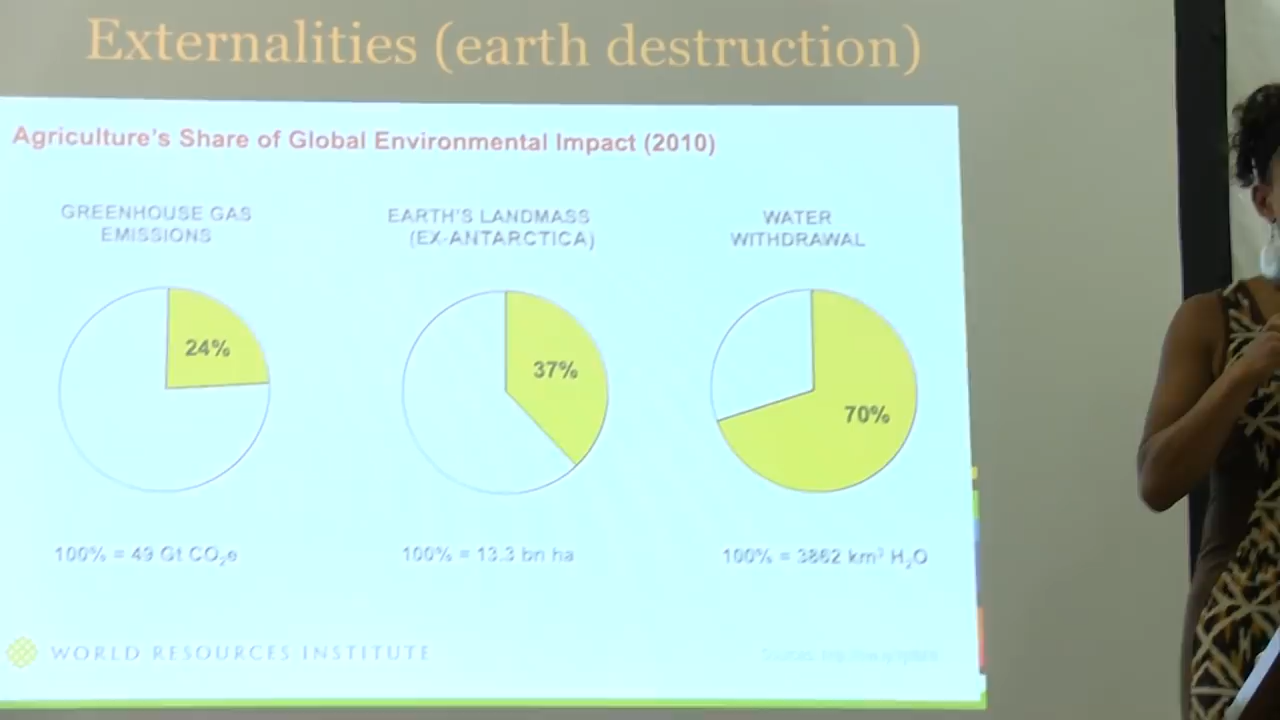 Externalities (earth destruction)
Agriculture's Share of Global Environmental Impact (2010)
GREENHOUSE GAS
EMISSIONS
24%
100% = 49 Gt CO₂e
EARTH'S LANDMASS
(EX-ANTARCTICA)
37%
100% = 13.3 bn ha
WATER
WITHDRAWAL
70%
100% = 3862 km³ H₂O
WORLD RESOURCES INSTITUTE